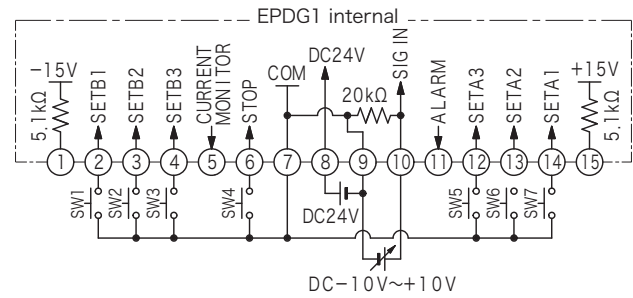 EPDG1 internal
−15V
5.1kΩ
SETB1
SETB2
SETB3
CURRENT
MONITOR
STOP
COM
DC24V
20kΩ
SIG IN
ALARM
SETA3
SETA2
SETA1
+15V
5.1kΩ
1 2 3 4 5 6 7 8 9 10 11 12 13 14 15
SW1
SW2
SW3
SW4
DC24V
SW5
SW6
SW7
DC−10V~+10V